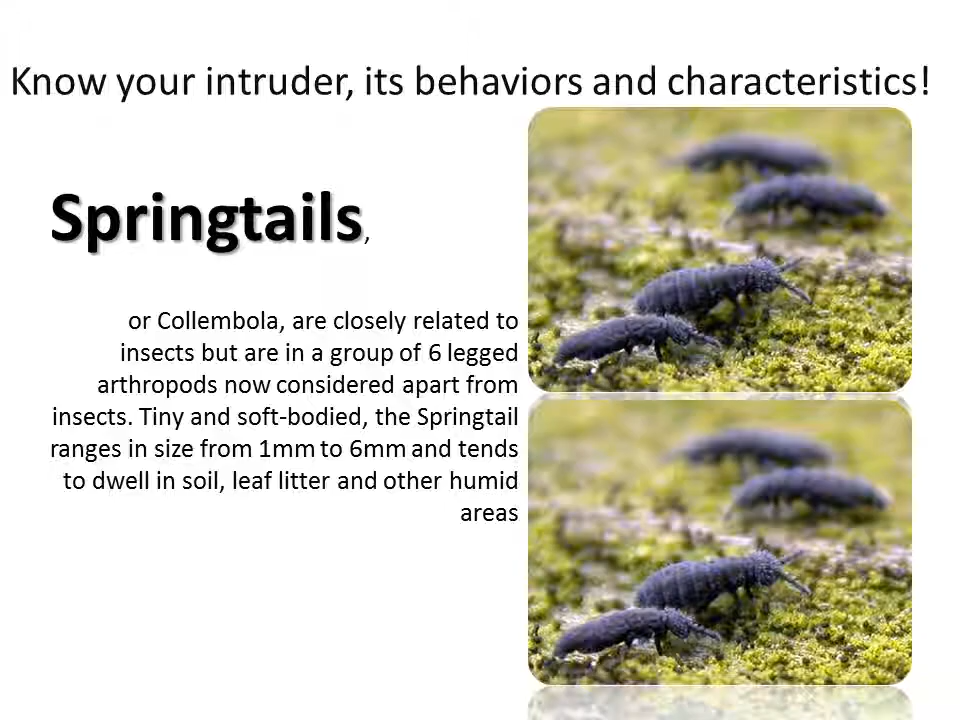 Know your intruder, its behaviors and characteristics!
Springtails,
or Collembola, are closely related to
insects but are in a group of 6 legged
arthropods now considered apart from
insects. Tiny and soft-bodied, the Springtail
ranges in size from 1mm to 6mm and tends
to dwell in soil, leaf litter and other humid
areas